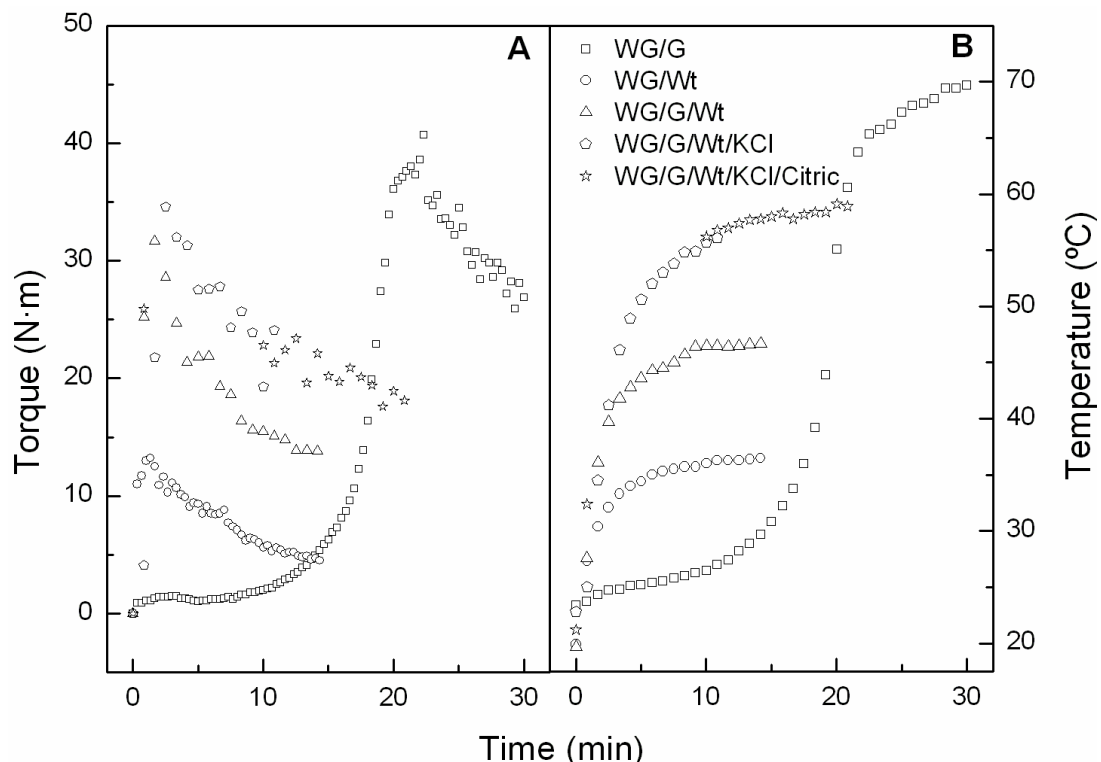 A
B
Torque (N·m)
50
40
30
20
10
0
0
10
20
30
WG/G
WG/Wt
WG/G/Wt
WG/G/Wt/KCl
WG/G/Wt/KCl/Citric
0
10
20
30
70
60
50
40
30
20
Temperature (ºC)
Time (min)